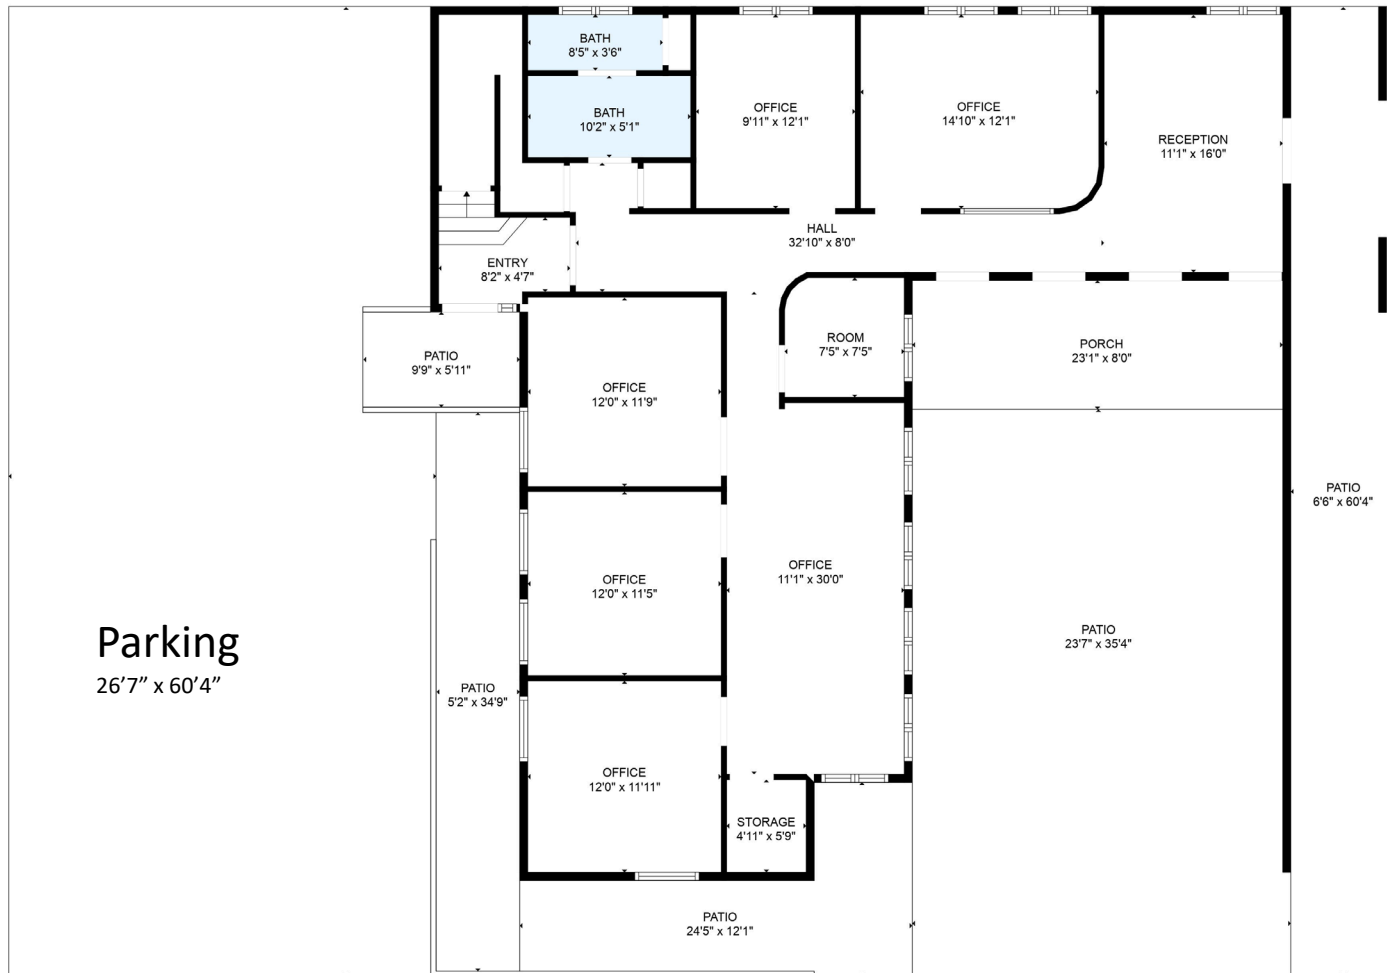 BATH
8'5" x 3'6"
BATH
10'2" x 5'1"
OFFICE
9'11" x 12'1"
OFFICE
14'10" x 12'1"
RECEPTION
11'1" x 16'0"
HALL
32'10" x 8'0"
ENTRY
8'2" x 4'7"
PATIO
9'9" x 5'11"
ROOM
7'5" x 7'5"
PORCH
23'1" x 8'0"
OFFICE
12'0" x 11'9"
PATIO
6'6" x 60'4"
OFFICE
12'0" x 11'5"
OFFICE
11'1" x 30'0"
PATIO
23'7" x 35'4"
Parking
26’7” x 60’4”
PATIO
5'2" x 34'9"
OFFICE
12'0" x 11'11"
STORAGE
4'11" x 5'9"
PATIO
24'5" x 12'1"